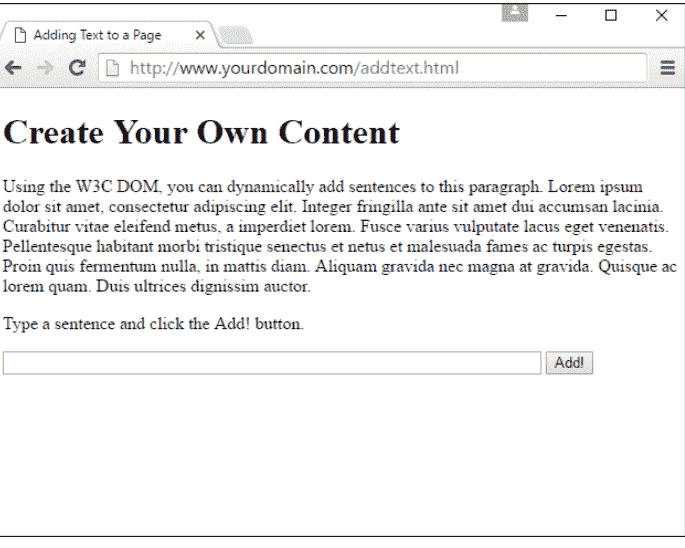 Adding Text to a Page
http://www.yourdomain.com/addtext.html
Create Your Own Content
Using the W3C DOM, you can dynamically add sentences to this paragraph. Lorem ipsum
dolor sit amet, consectetur adipiscing elit. Integer fringilla ante sit amet dui accumsan lacinia.
Curabitur vitae eleifend metus, a imperdiet lorem. Fusce varius vulputate lacus eget venenatis.
Pellentesque habitant morbi tristique senectus et netus et malesuada fames ac turpis egestas.
Proin quis fermentum nulla, in mattis diam. Aliquam gravida nec magna at gravida. Quisque ac
lorem quam. Duis ultrices dignissim auctor.
Type a sentence and click the Add! button.
Add!